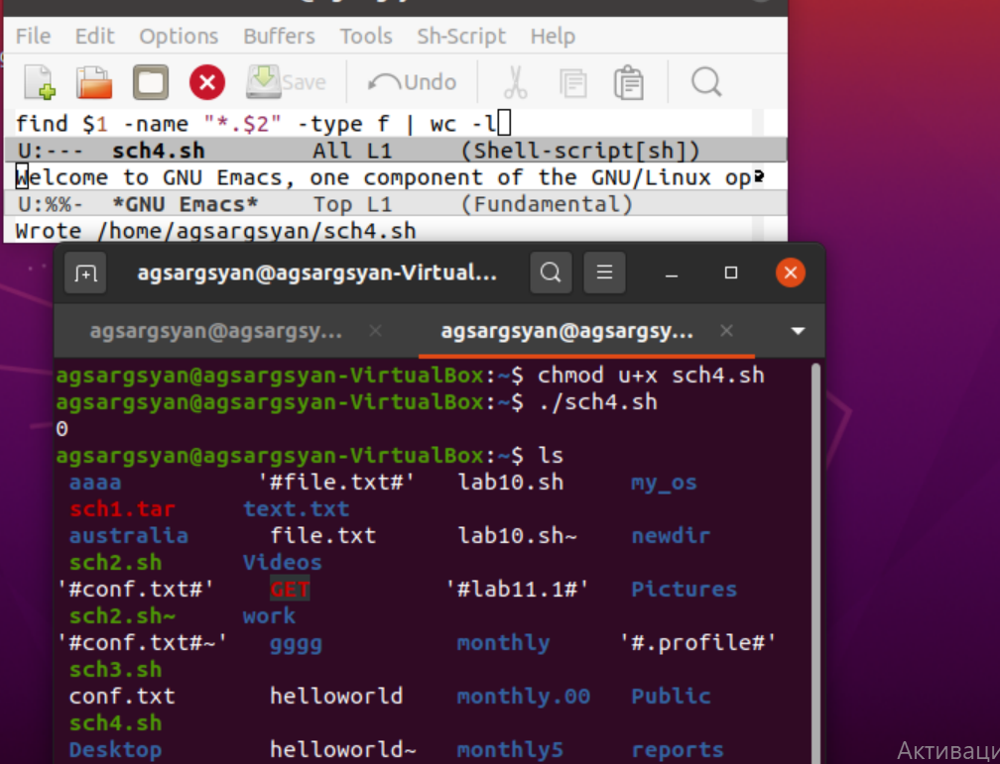 File Edit Options Buffers Tools Sh-Script Help
Save Undo
find $1 -name "*.$2" -type f | wc -l
U:--- sch4.sh All L1 (Shell-script[sh])
Welcome to GNU Emacs, one component of the GNU/Linux op
U:%%- *GNU Emacs* Top L1 (Fundamental)
Wrote /home/agsargsyan/sch4.sh
agsargsyan@agsargsyan-Virtual...
agsargsyan@agsargsy... agsargsyan@agsargsy...
agsargsyan@agsargsyan-VirtualBox:~$ chmod u+x sch4.sh
agsargsyan@agsargsyan-VirtualBox:~$ ./sch4.sh
0
agsargsyan@agsargsyan-VirtualBox:~$ ls
aaaa '#file.txt#' lab10.sh my_os
sch1.tar text.txt
australia file.txt lab10.sh~ newdir
sch2.sh Videos
'#conf.txt#' GET '#lab11.1#' Pictures
sch2.sh~ work
'#conf.txt#~' gggg monthly '#.profile#'
sch3.sh
conf.txt helloworld monthly.00 Public
sch4.sh
Desktop helloworld~ monthly5 reports
Активаци